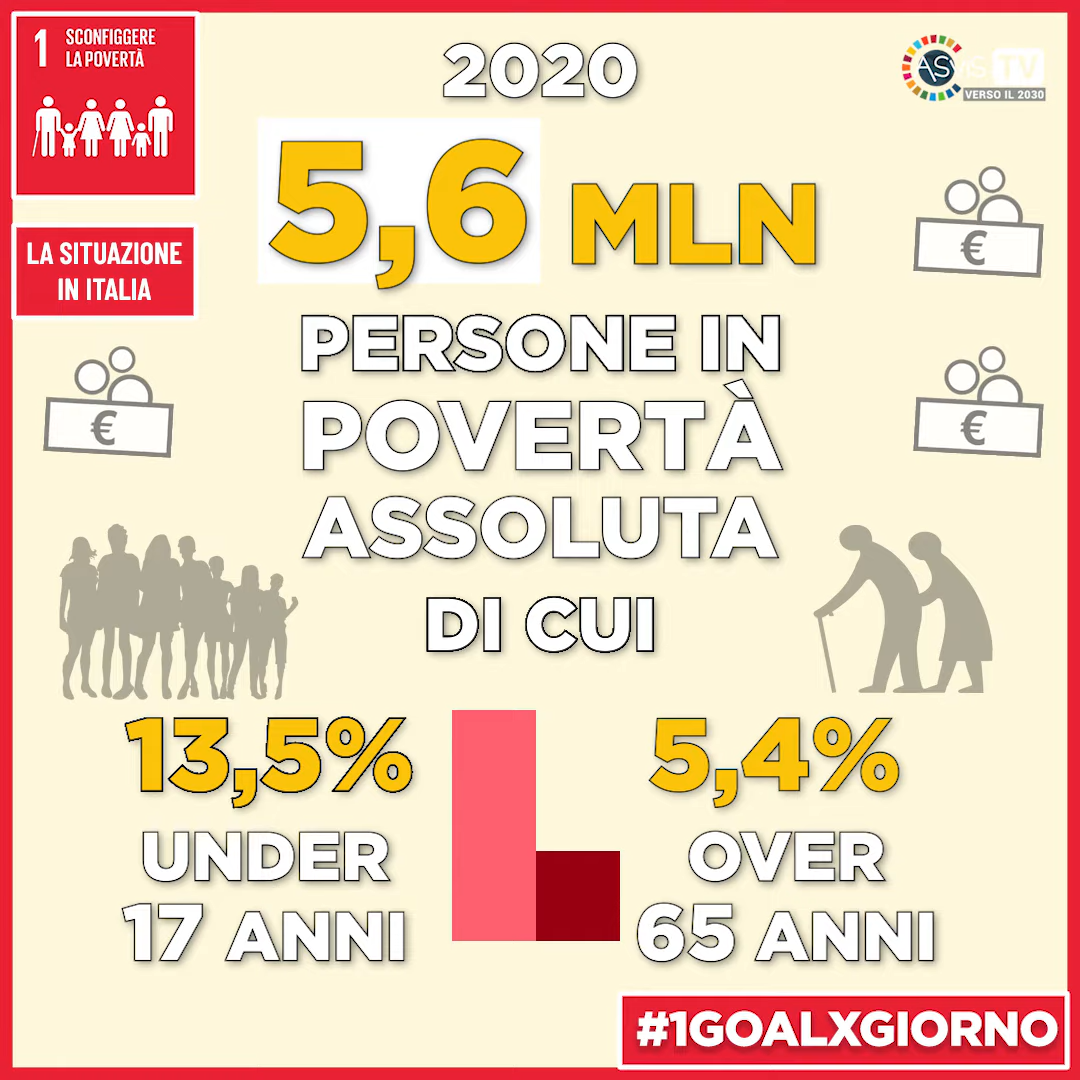 1 SCONFIGGERE
LA POVERTÀ
2020
ASviS TV
VERSO IL 2030
5,6 MLN
LA SITUAZIONE
IN ITALIA
€
PERSONE IN
POVERTÀ
ASSOLUTA
€
€
DI CUI
13,5%
UNDER
17 ANNI
5,4%
OVER
65 ANNI
#1GOALXGIORNO